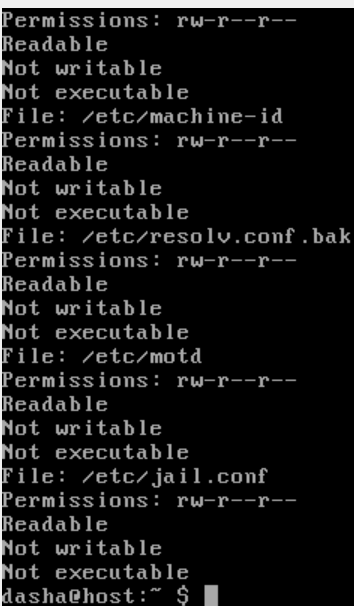 Permissions: rw-r--r--
Readable
Not writable
Not executable
File: /etc/machine-id
Permissions: rw-r--r--
Readable
Not writable
Not executable
File: /etc/resolv.conf.bak
Permissions: rw-r--r--
Readable
Not writable
Not executable
File: /etc/motd
Permissions: rw-r--r--
Readable
Not writable
Not executable
File: /etc/jail.conf
Permissions: rw-r--r--
Readable
Not writable
Not executable
dasha@host:~ $